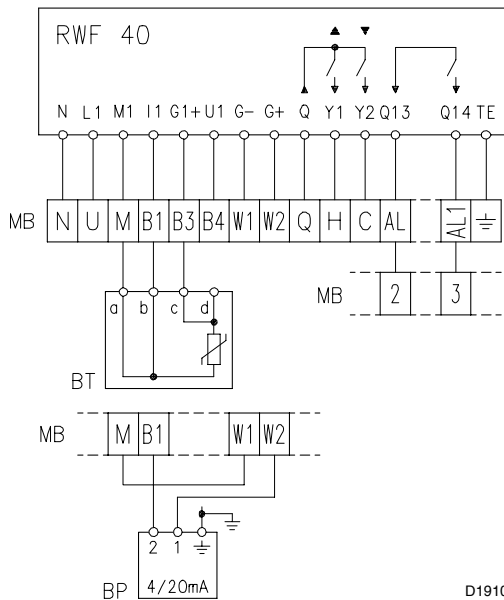 RWF 40
N L1 M1 I1 G1+ U1 G- G+ Q Y1 Y2 Q13 Q14 TE
MB N U M B1 B3 B4 W1 W2 Q H C AL AL1
MB 2 3
a b c d
BT
MB M B1 W1 W2
2 1
BP 4/20mA
D1910